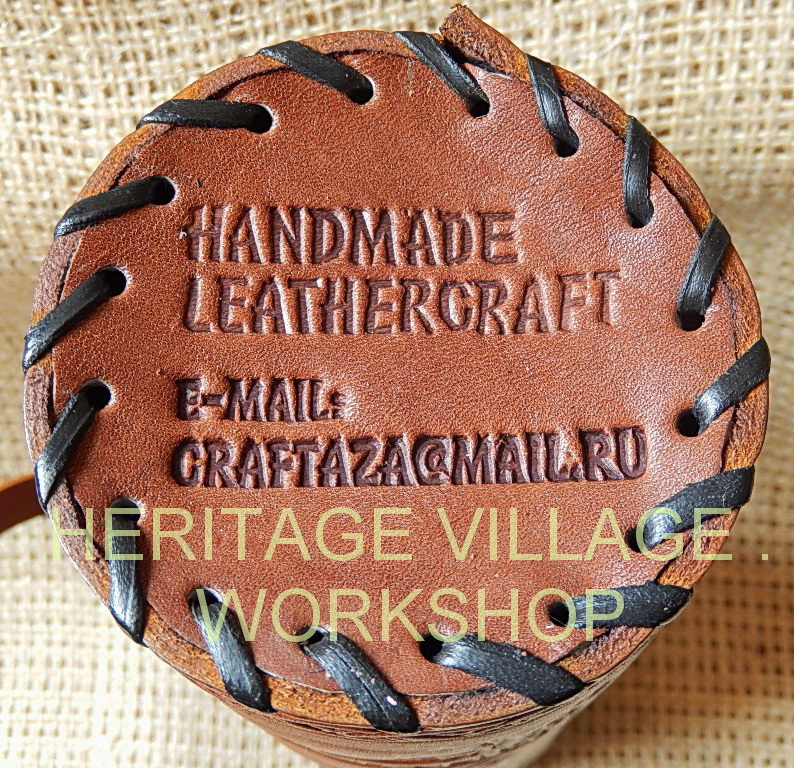 HANDMADE
LEATHERCRAFT
E-MAIL:
CRAFTAZA@MAIL.RU
HERITAGE VILLAGE .
WORKSHOP